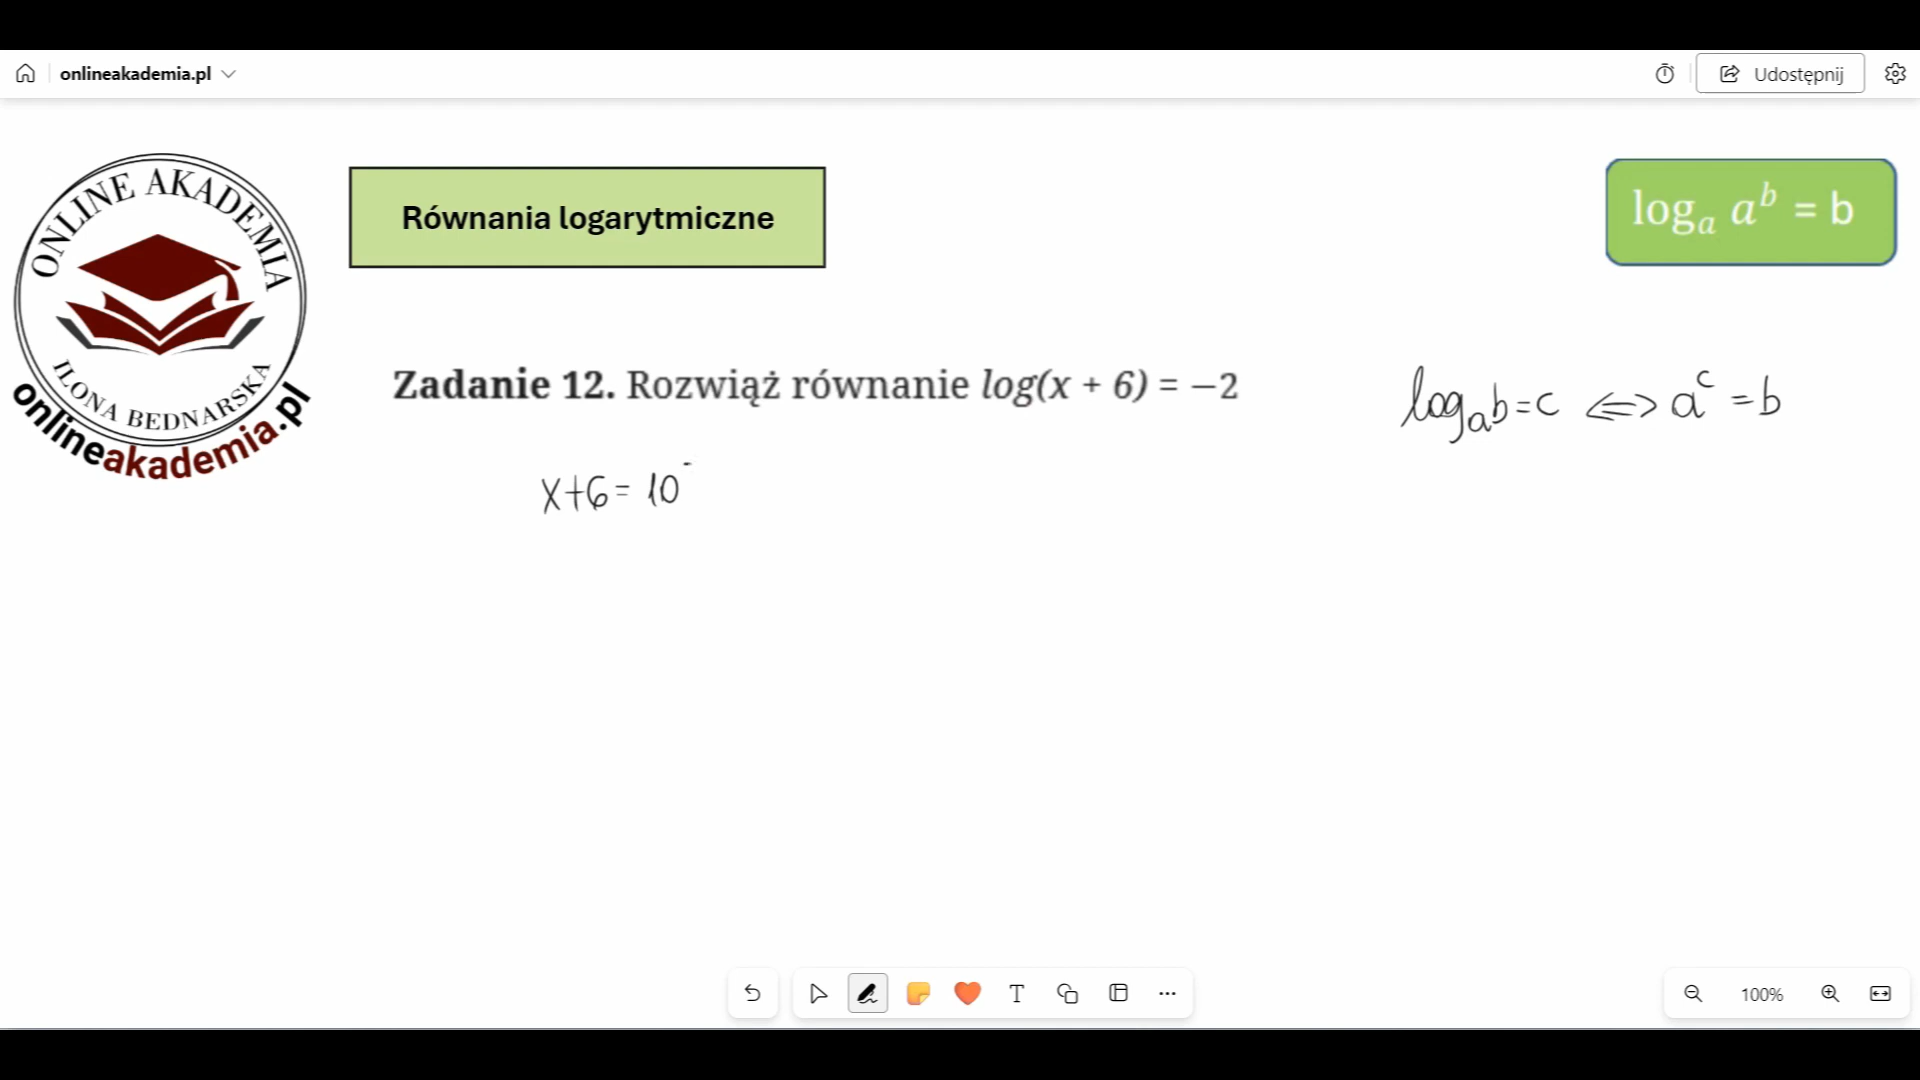 onlineakademia.pl
Udostępnij
ONLINE AKADEMIA
ILONA BEDNARSKA
onlineakademia.pl
Równania logarytmiczne
logₐ aᵇ = b
Zadanie 12. Rozwiąż równanie log(x + 6) = −2
logₐb=c ⟺ aᶜ =b
x+6= 10⁻
100%